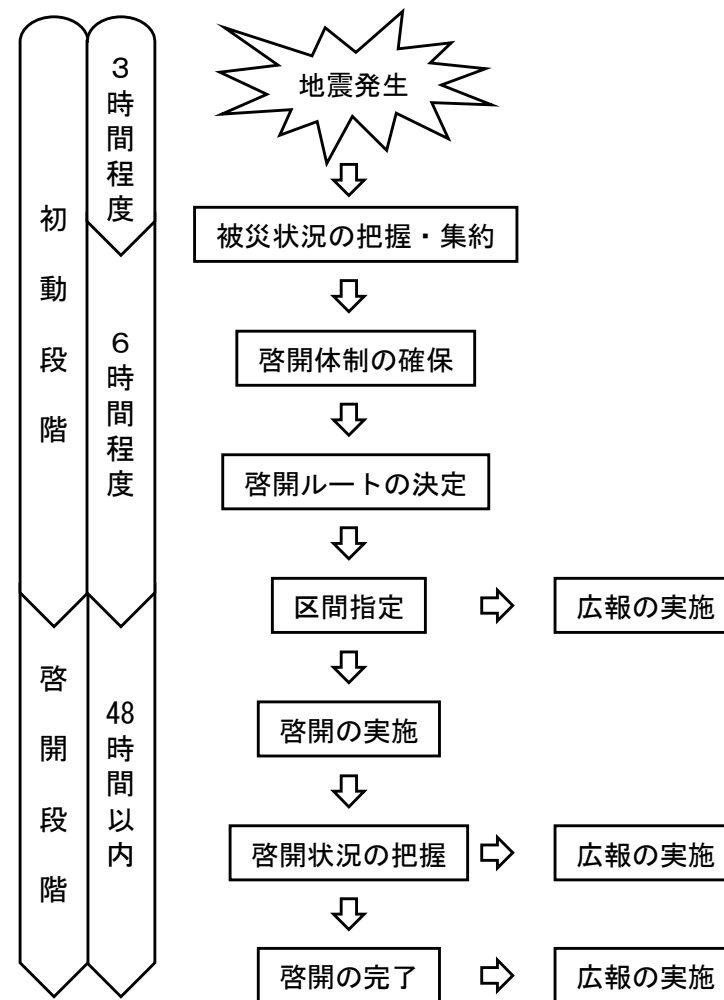 初動段階
啓開段階
３時間程度
６時間程度
48時間以内
地震発生
被災状況の把握・集約
啓開体制の確保
啓開ルートの決定
区間指定
広報の実施
啓開の実施
啓開状況の把握
広報の実施
啓開の完了
広報の実施